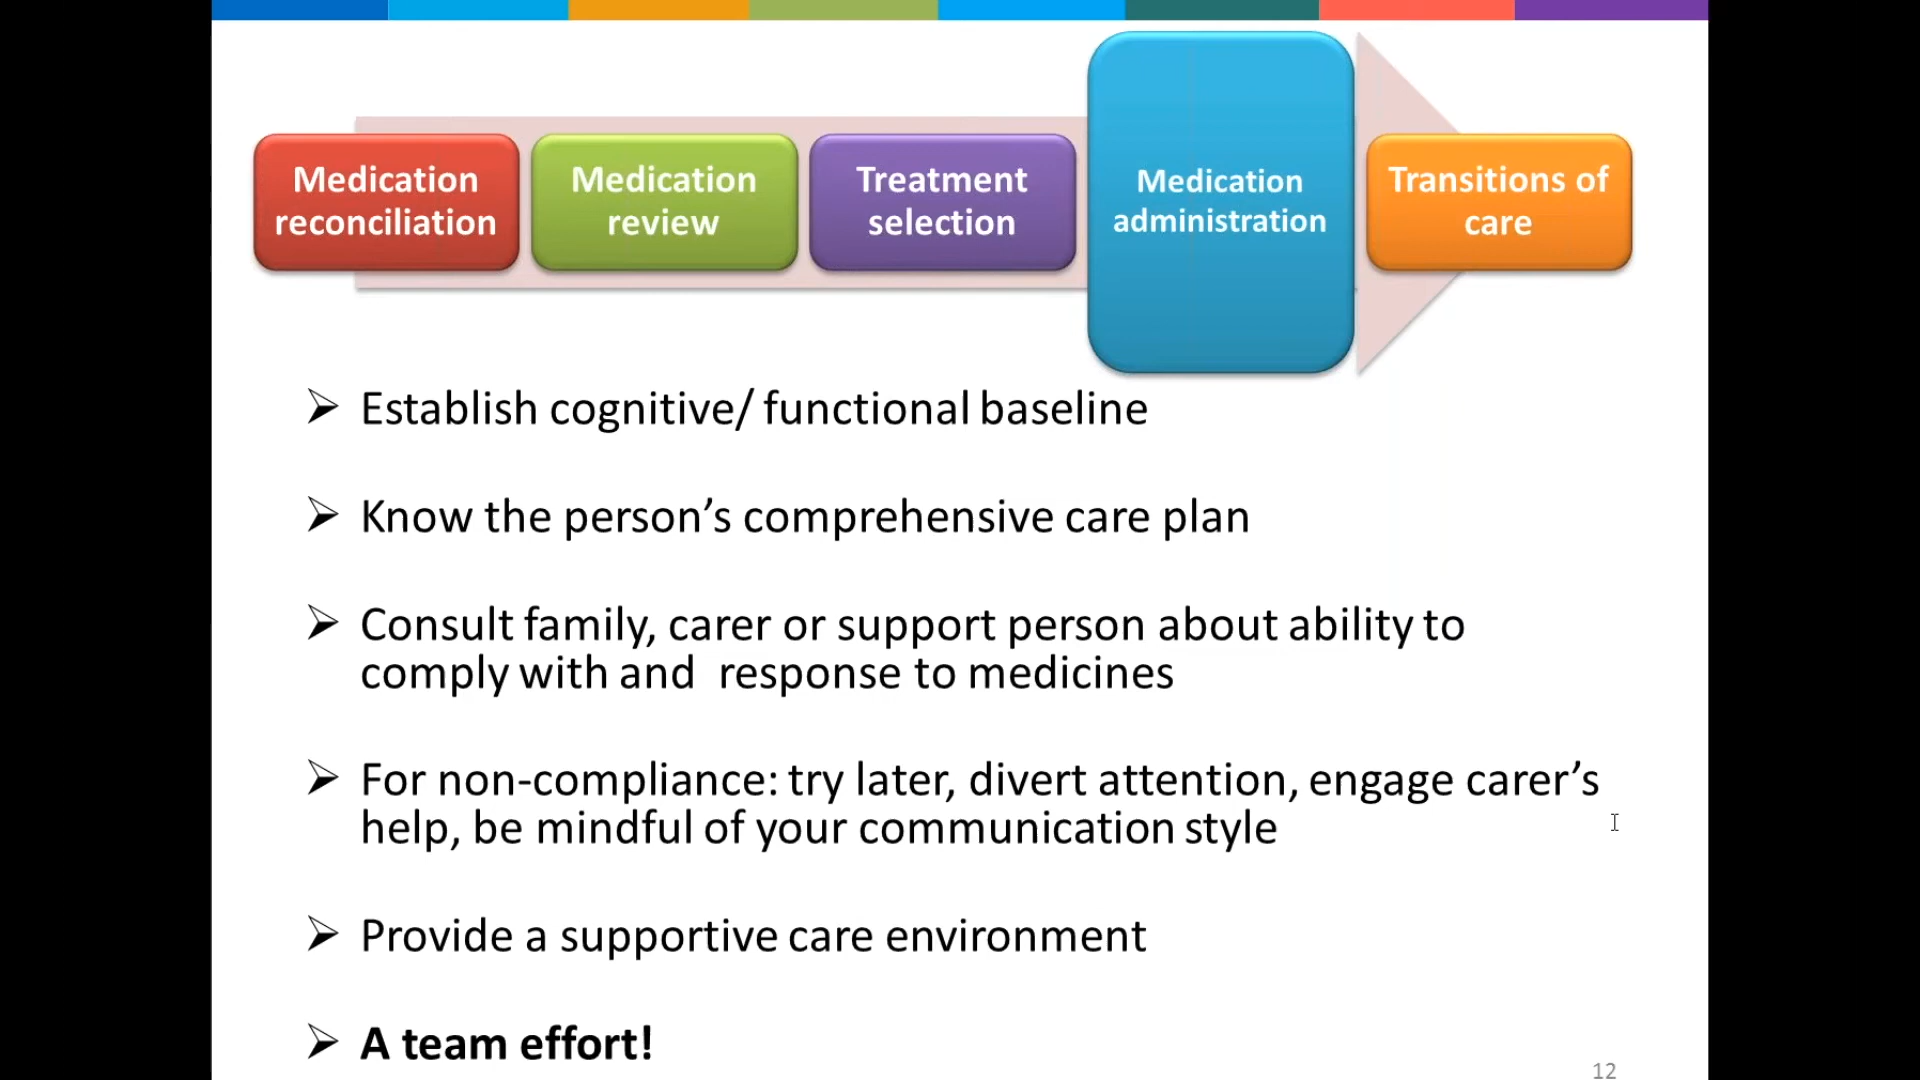 Medication
reconciliation
Medication
review
Treatment
selection
Medication
administration
Transitions of
care
➢ Establish cognitive/ functional baseline
➢ Know the person’s comprehensive care plan
➢ Consult family, carer or support person about ability to
comply with and  response to medicines
➢ For non-compliance: try later, divert attention, engage carer’s
help, be mindful of your communication style
➢ Provide a supportive care environment
➢ A team effort!
12